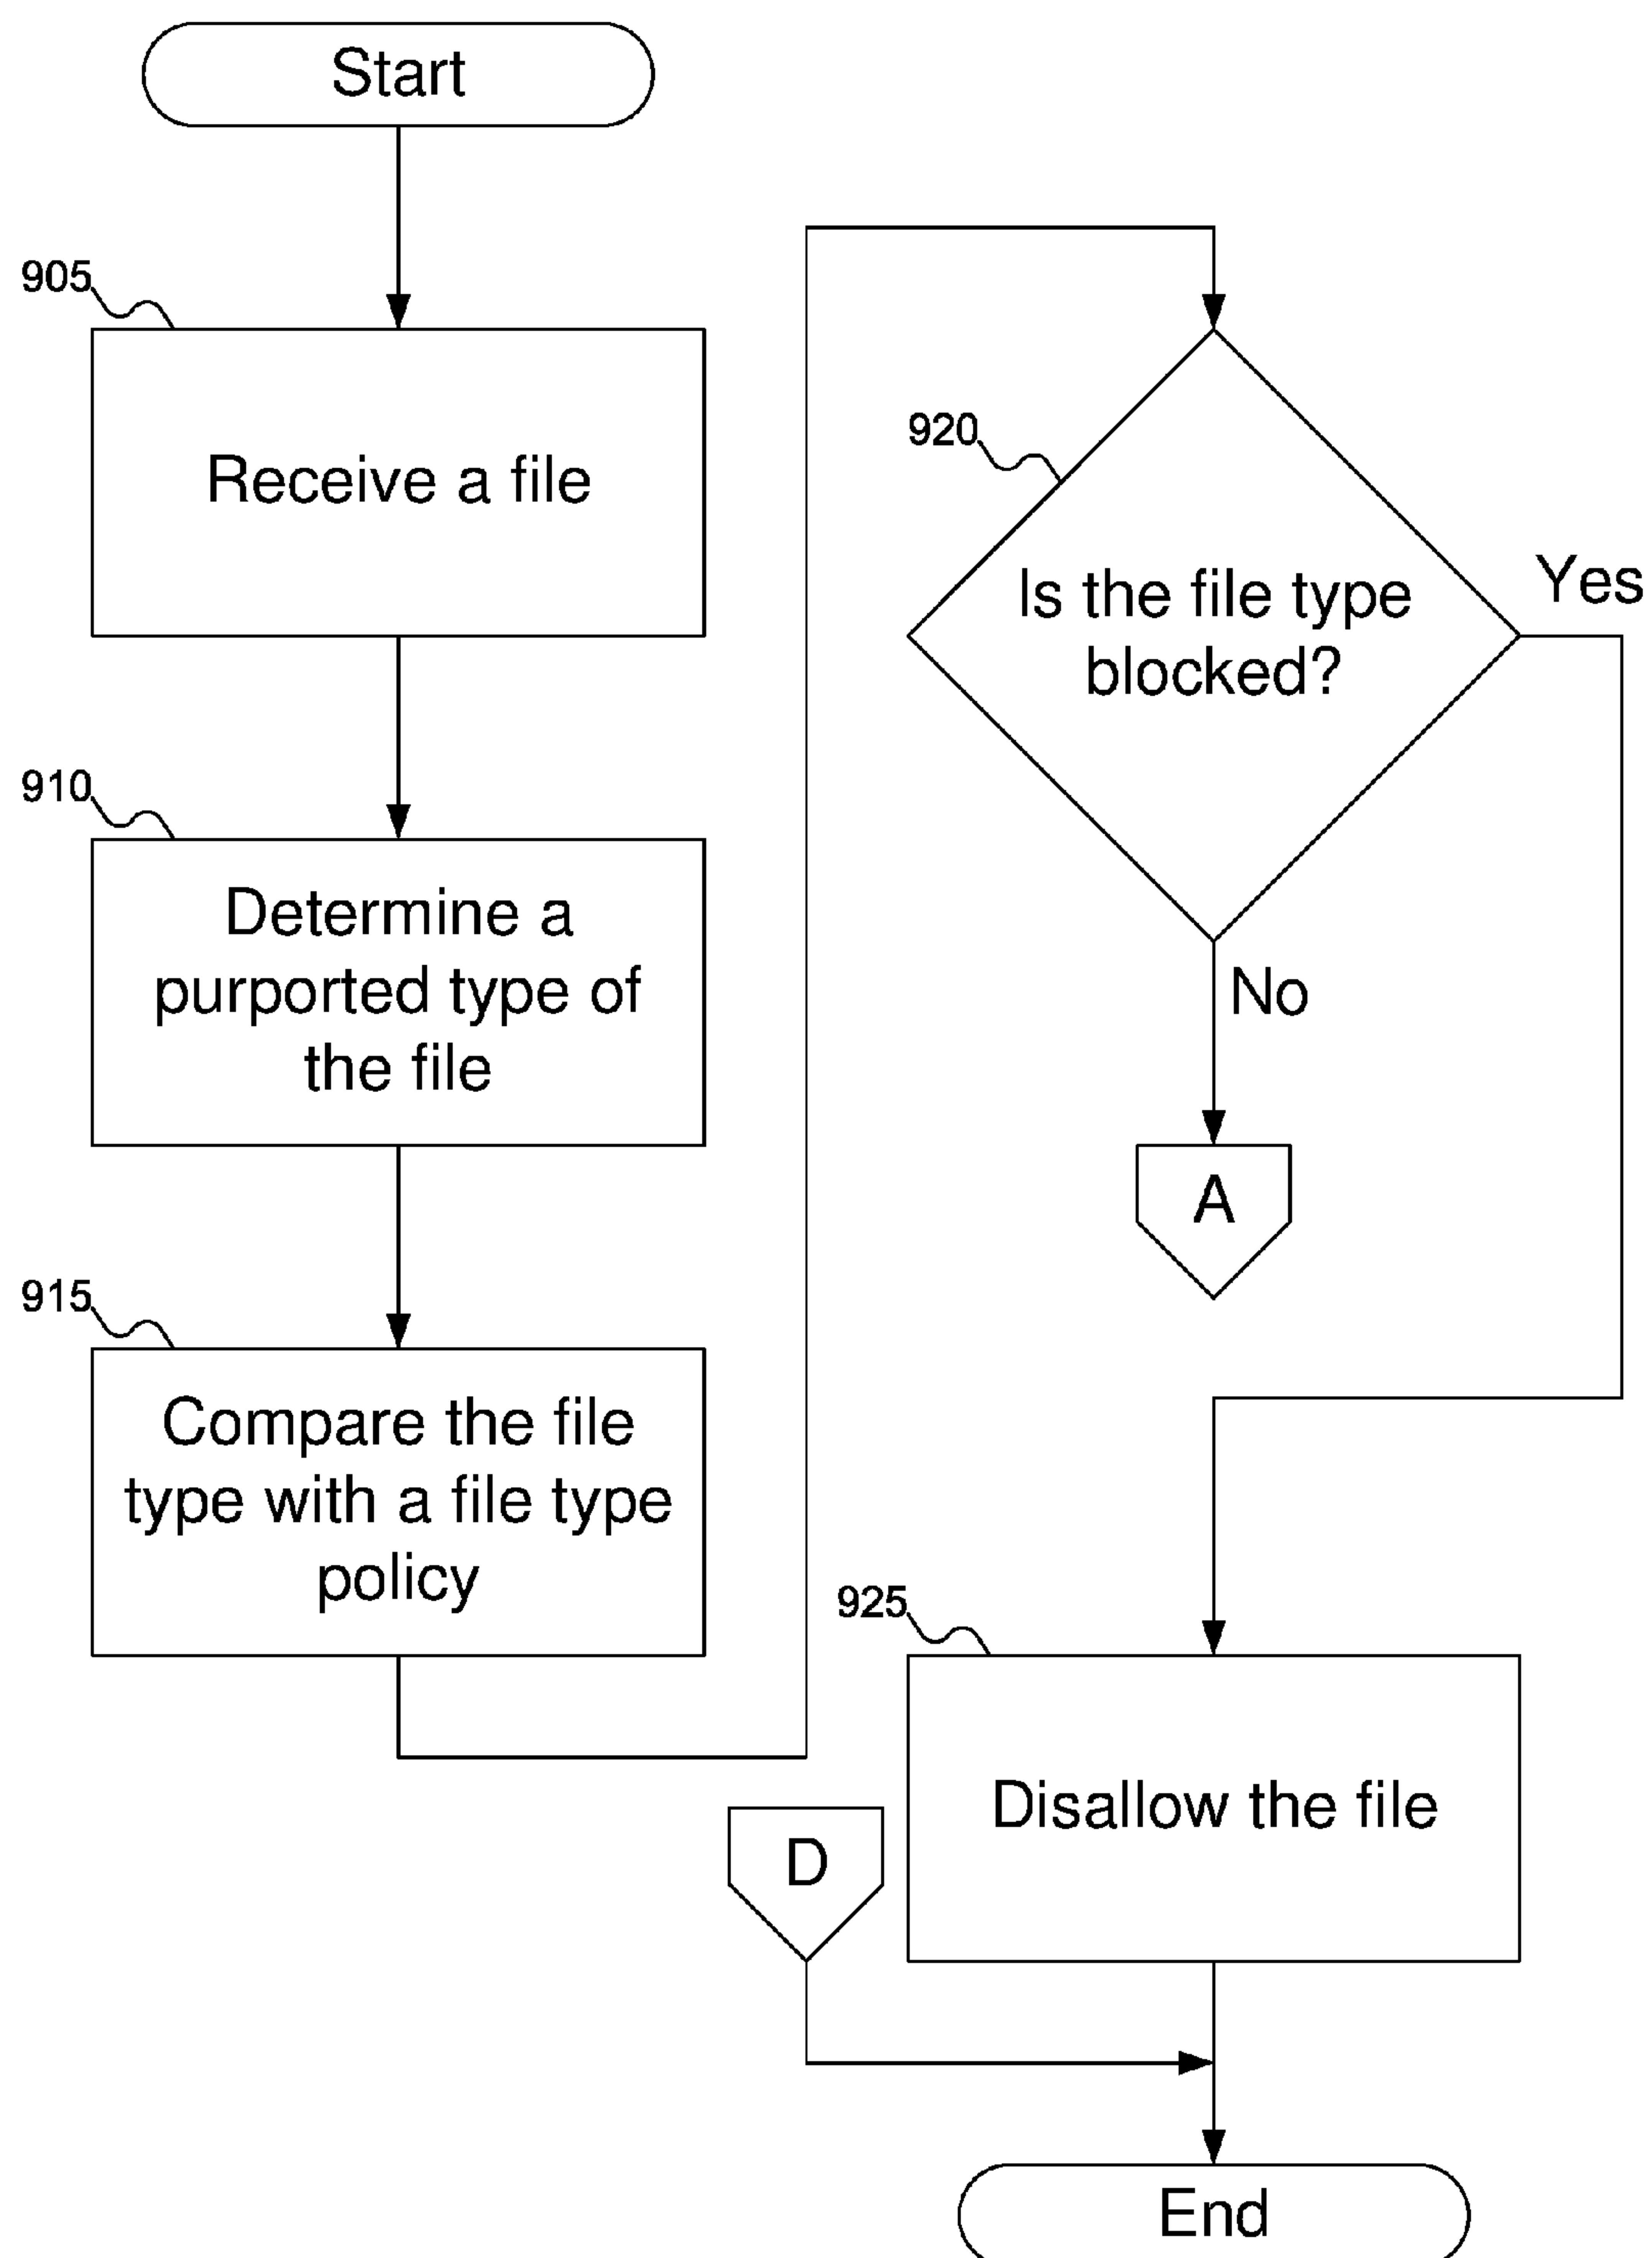 Start
905
Receive a file
910
Determine a
purported type of
the file
915
Compare the file
type with a file type
policy
920
Is the file type
blocked?
Yes
No
A
925
Disallow the file
D
End